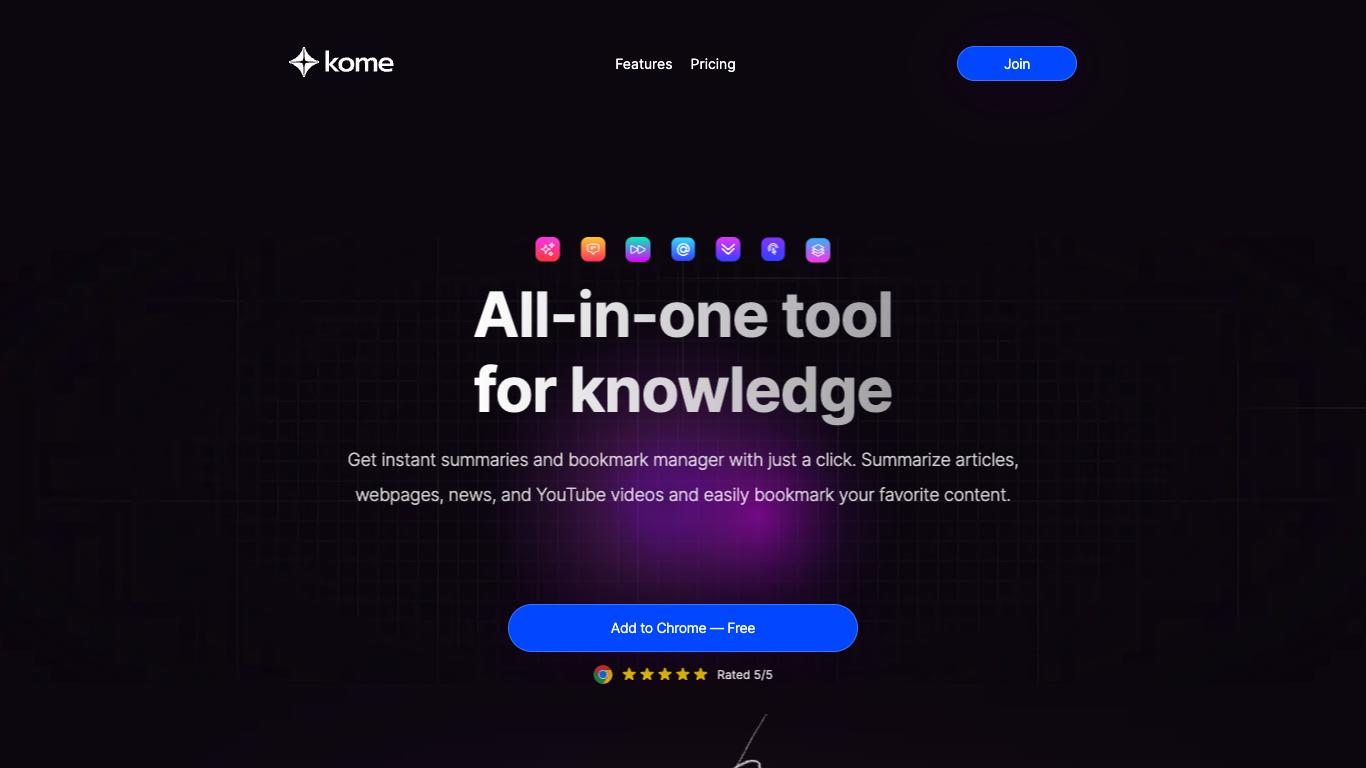 kome
Features
Pricing
Join
All-in-one tool
for knowledge
Get instant summaries and bookmark manager with just a click. Summarize articles,
webpages, news, and YouTube videos and easily bookmark your favorite content.
Add to Chrome — Free
Rated 5/5